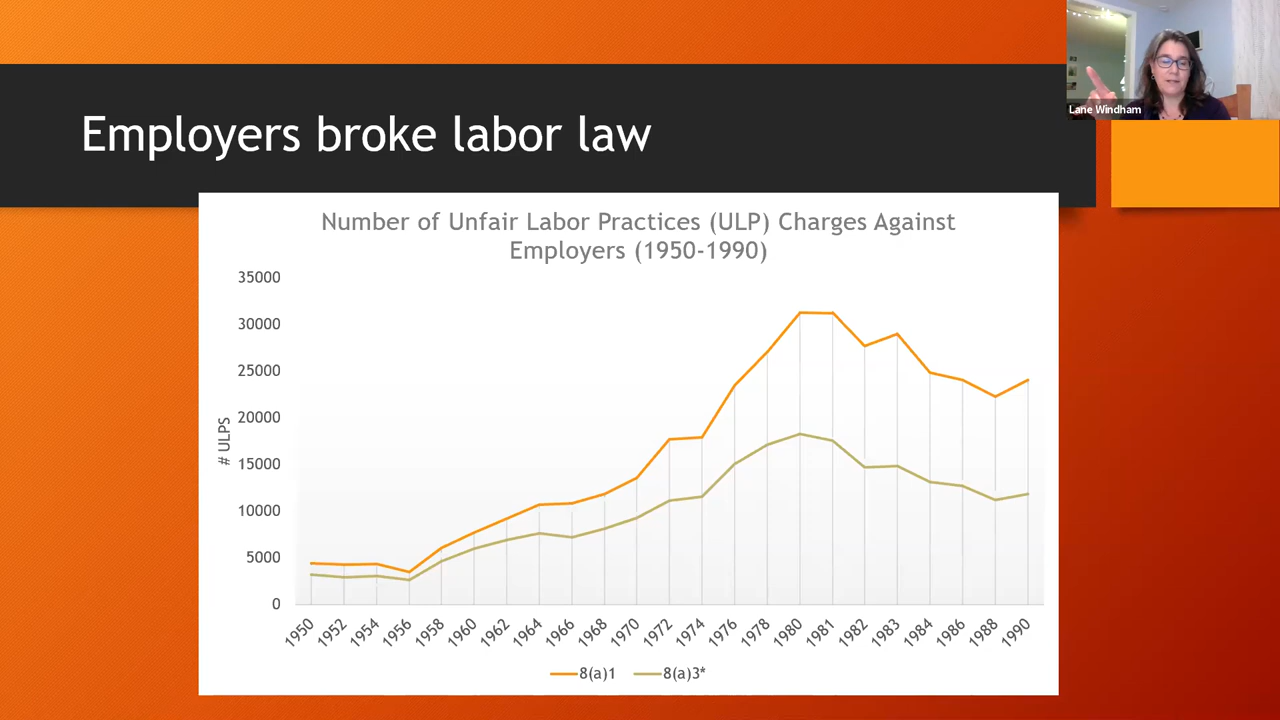 Lane Windham
Employers broke labor law
Number of Unfair Labor Practices (ULP) Charges Against
Employers (1950-1990)
35000
30000
25000
20000
15000
10000
5000
0
# ULPS
1950 1952 1954 1956 1958 1960 1962 1964 1966 1968 1970 1972 1974 1976 1978 1980 1981 1982 1983 1984 1986 1988 1990
8(a)1 8(a)3*